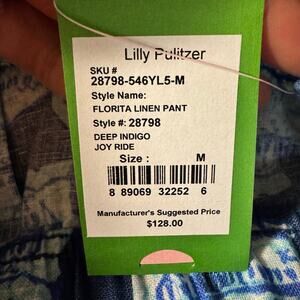 Lilly Pulitzer
SKU #
28798-546YL5-M
Style Name:
FLORITA LINEN PANT
Style #: 28798
DEEP INDIGO
JOY RIDE
Size : M
8 89069 32252 6
Manufacturer's Suggested Price
$128.00